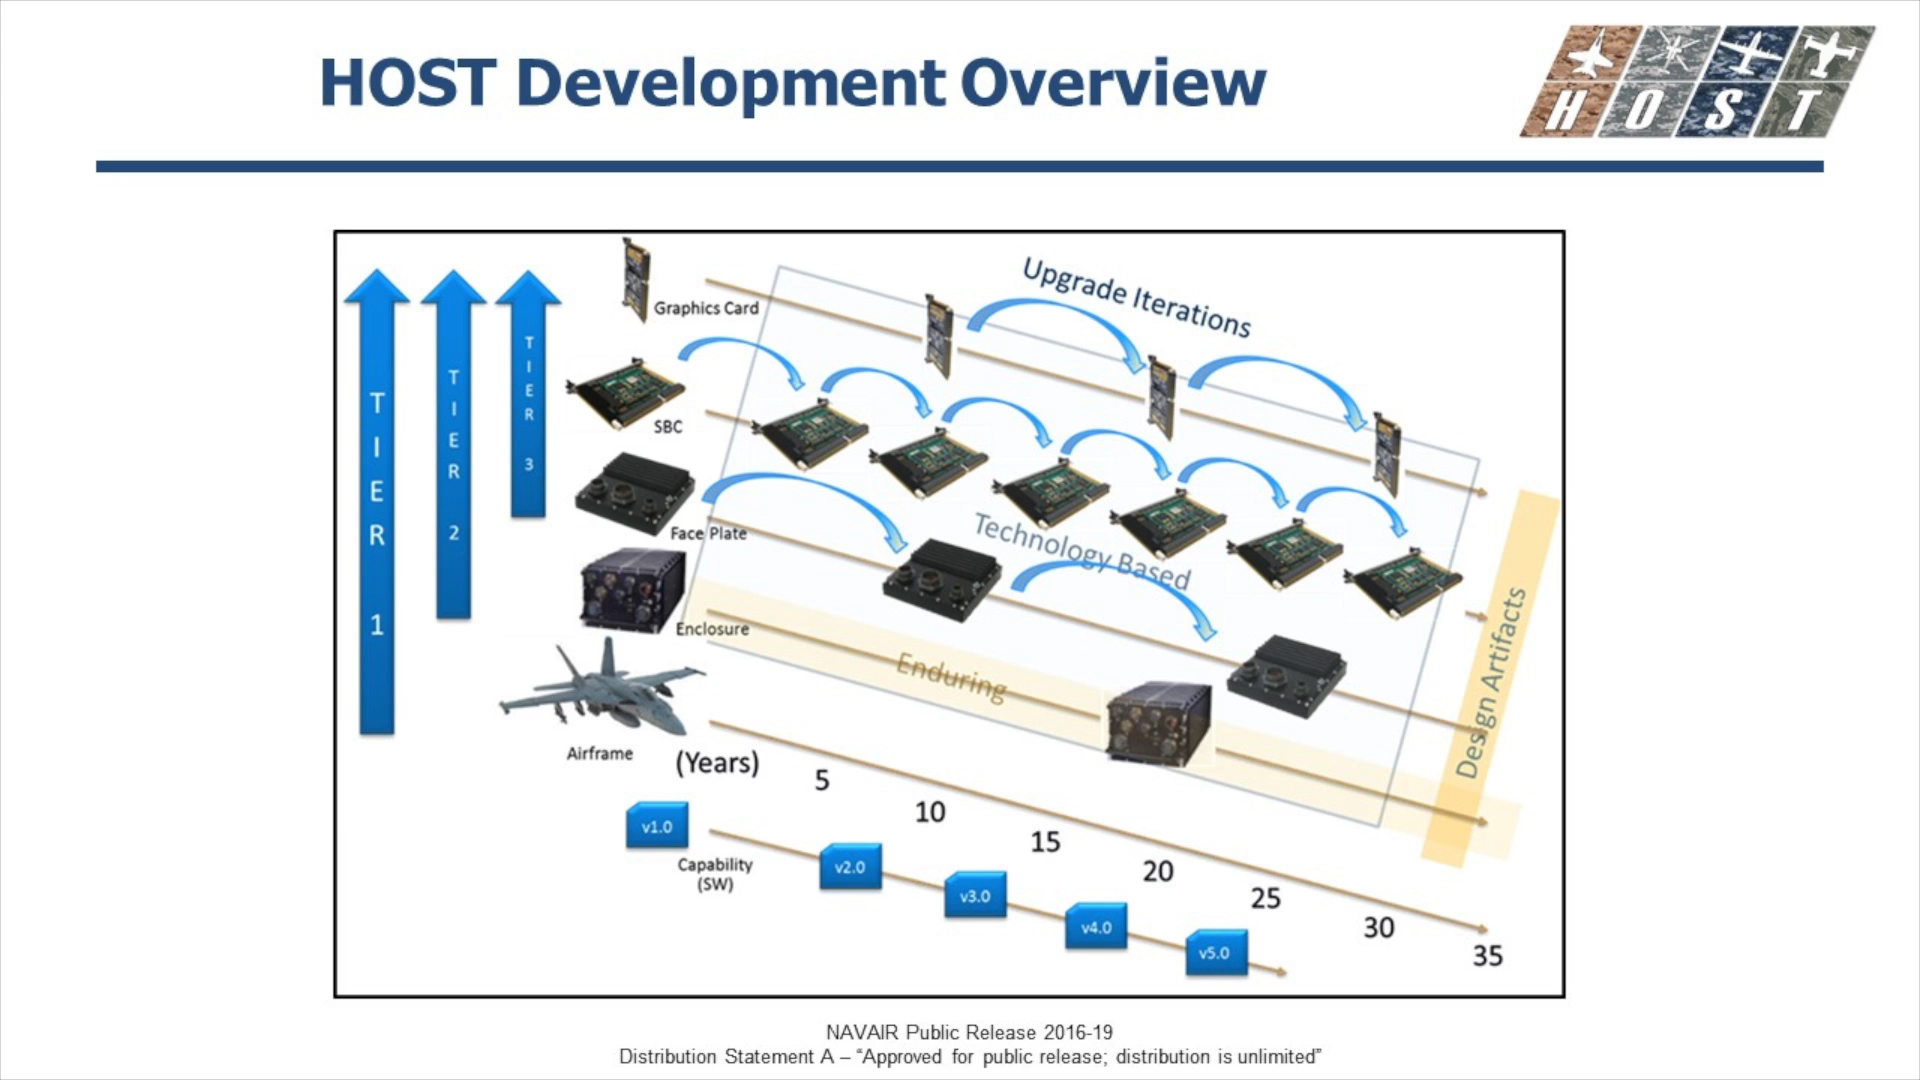 HOST Development Overview
H O S T
TIER 1
TIER 2
TIER 3
Graphics Card
SBC
Face Plate
Enclosure
Airframe
Upgrade Iterations
Technology Based
Enduring
Design Artifacts
(Years)
5
10
15
20
25
30
35
v1.0
Capability
(SW)
v2.0
v3.0
v4.0
v5.0
NAVAIR Public Release 2016-19
Distribution Statement A – “Approved for public release; distribution is unlimited”